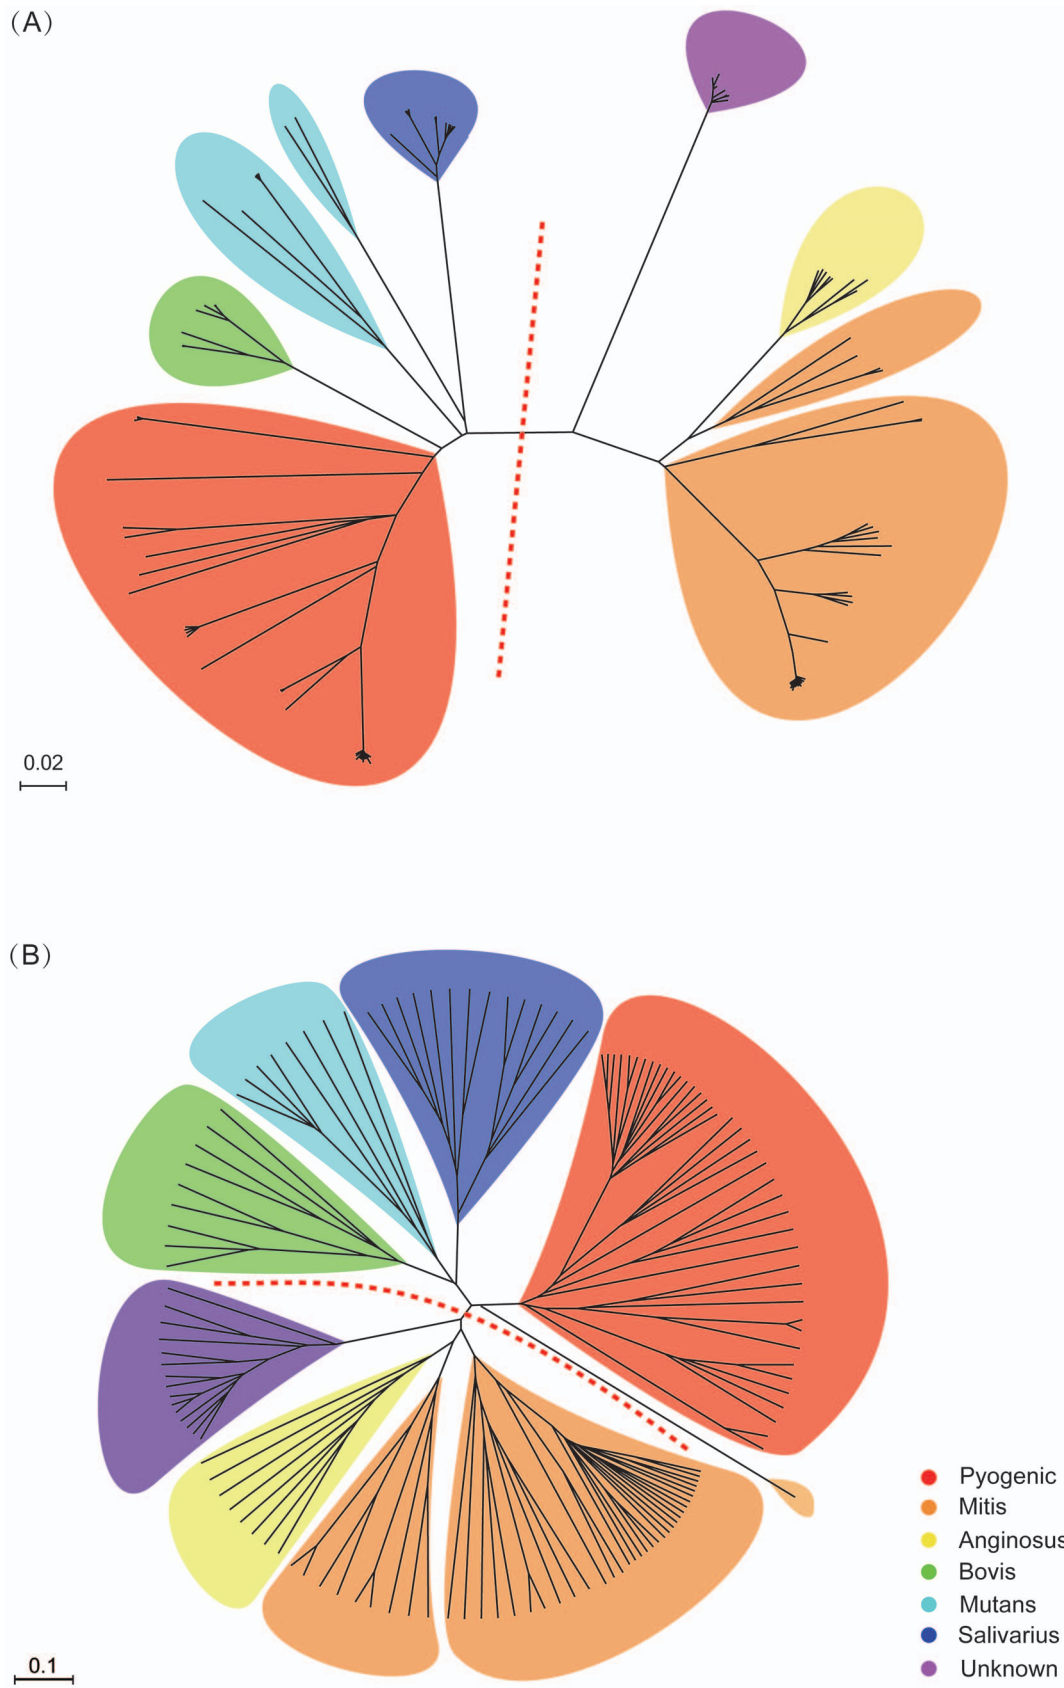 (A)
0.02
(B)
Pyogenic
Mitis
Anginosus
Bovis
Mutans
Salivarius
Unknown
0.1